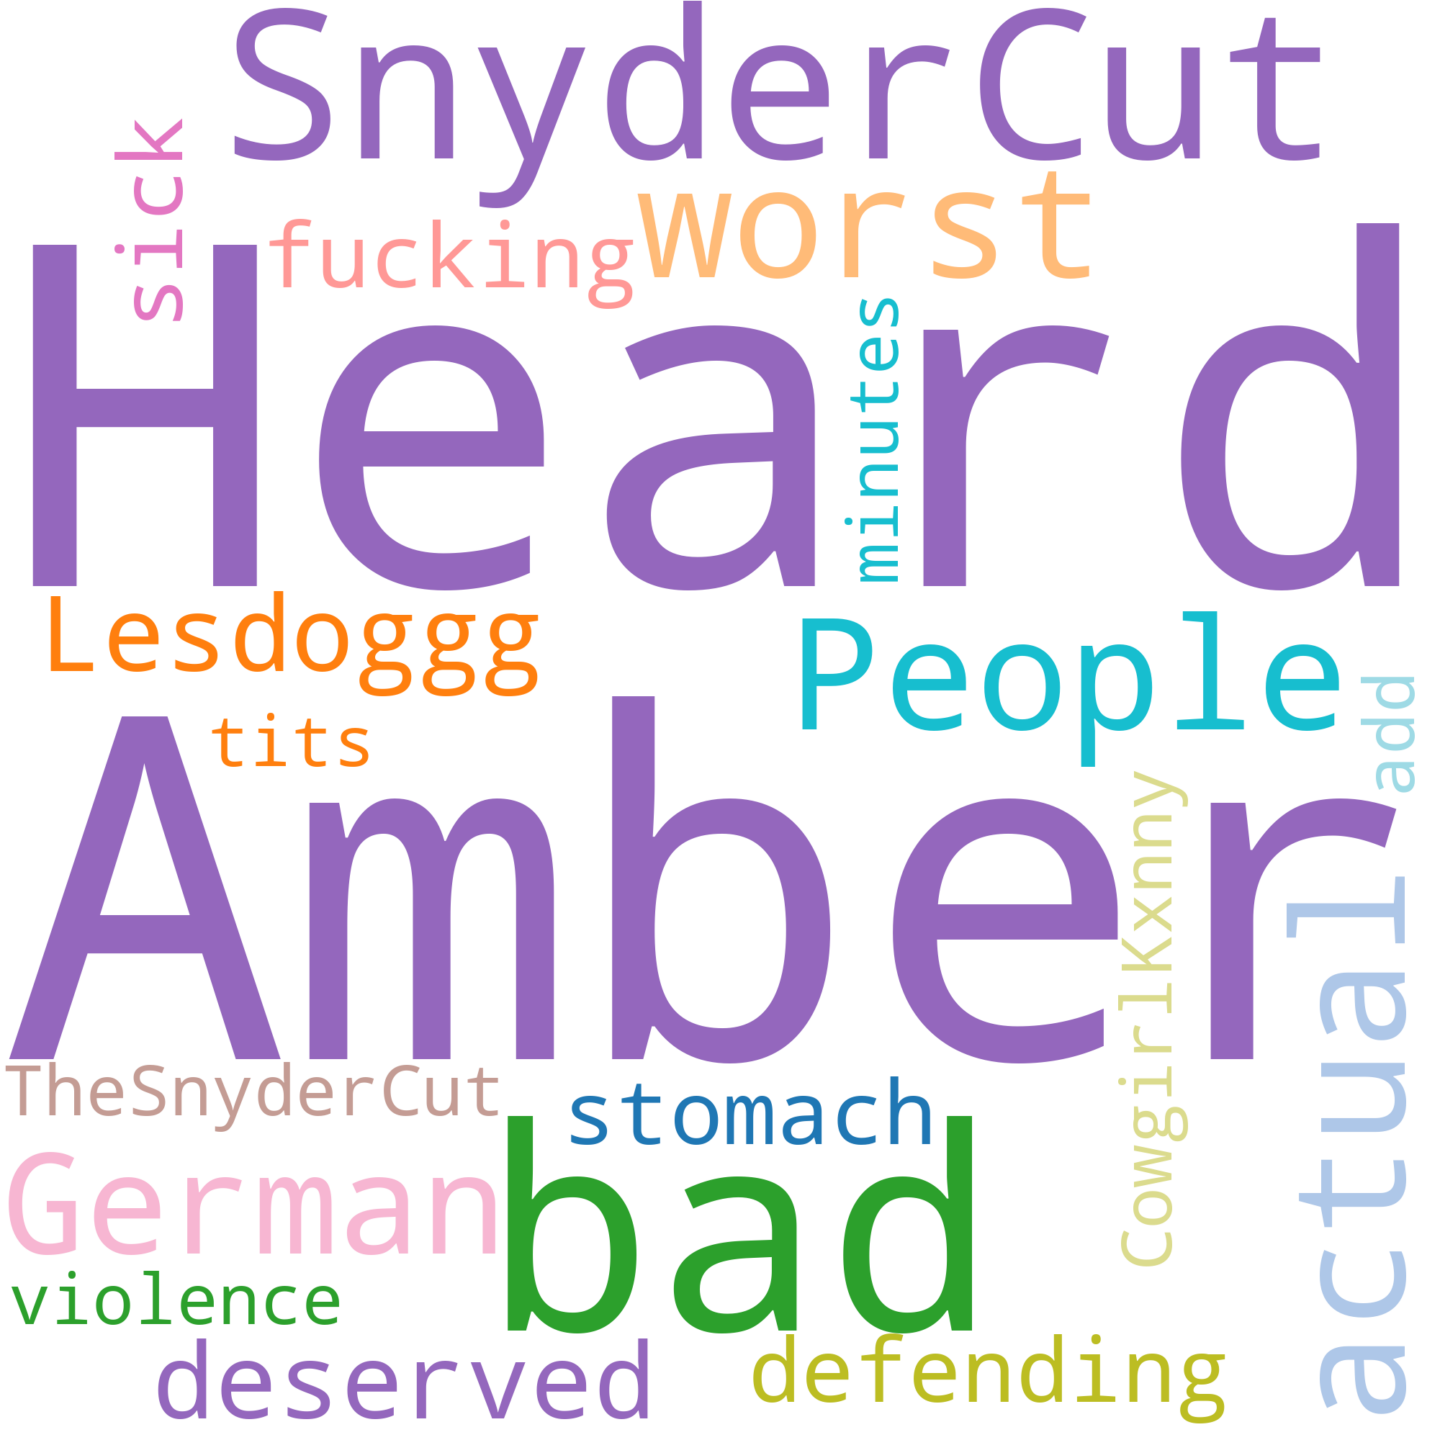 SnyderCut
sick
fucking
worst
Heard
minutes
Lesdoggg
People
tits
add
Amber
CowgirlKxnny
actual
TheSnyderCut
stomach
German
bad
violence
deserved
defending